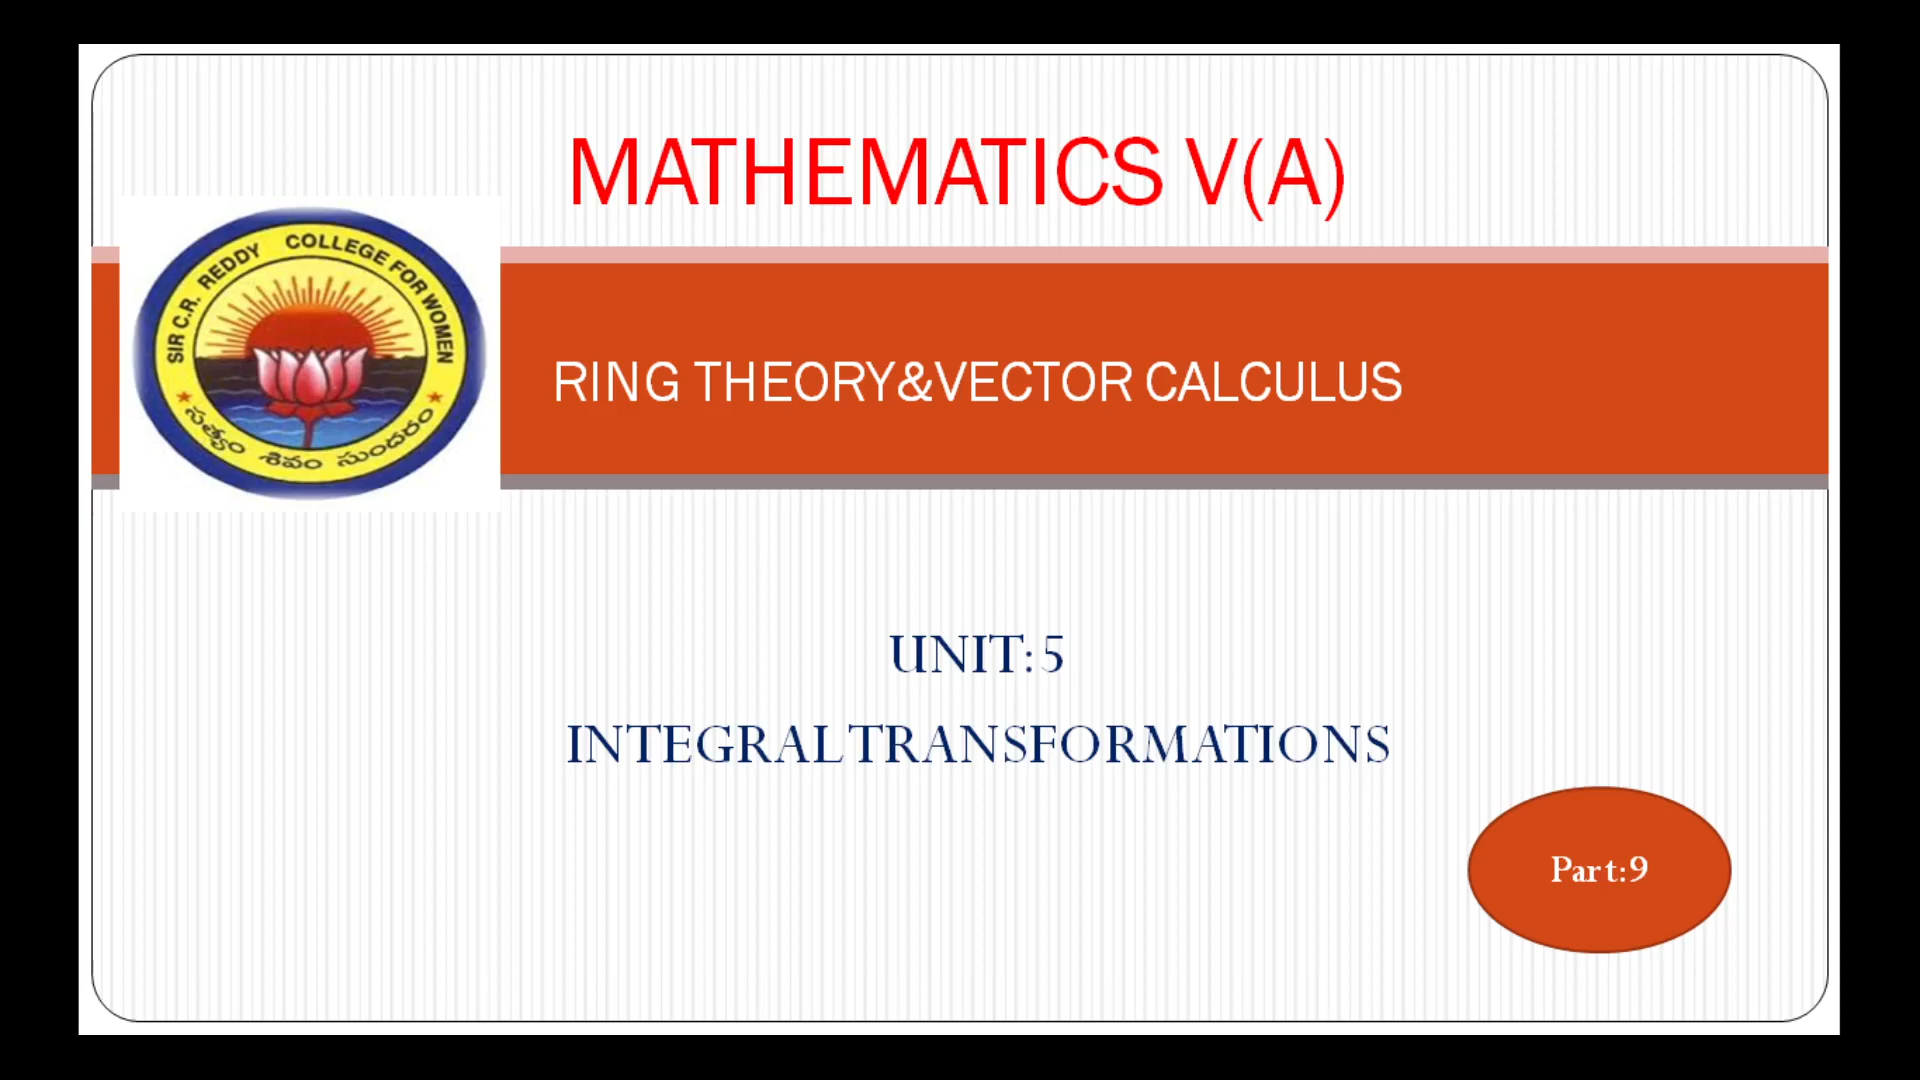 MATHEMATICS V(A)
SIR C.R. REDDY COLLEGE FOR WOMEN
సత్యం శివం సుందరం
RING THEORY&VECTOR CALCULUS
UNIT:5
INTEGRAL TRANSFORMATIONS
Part:9